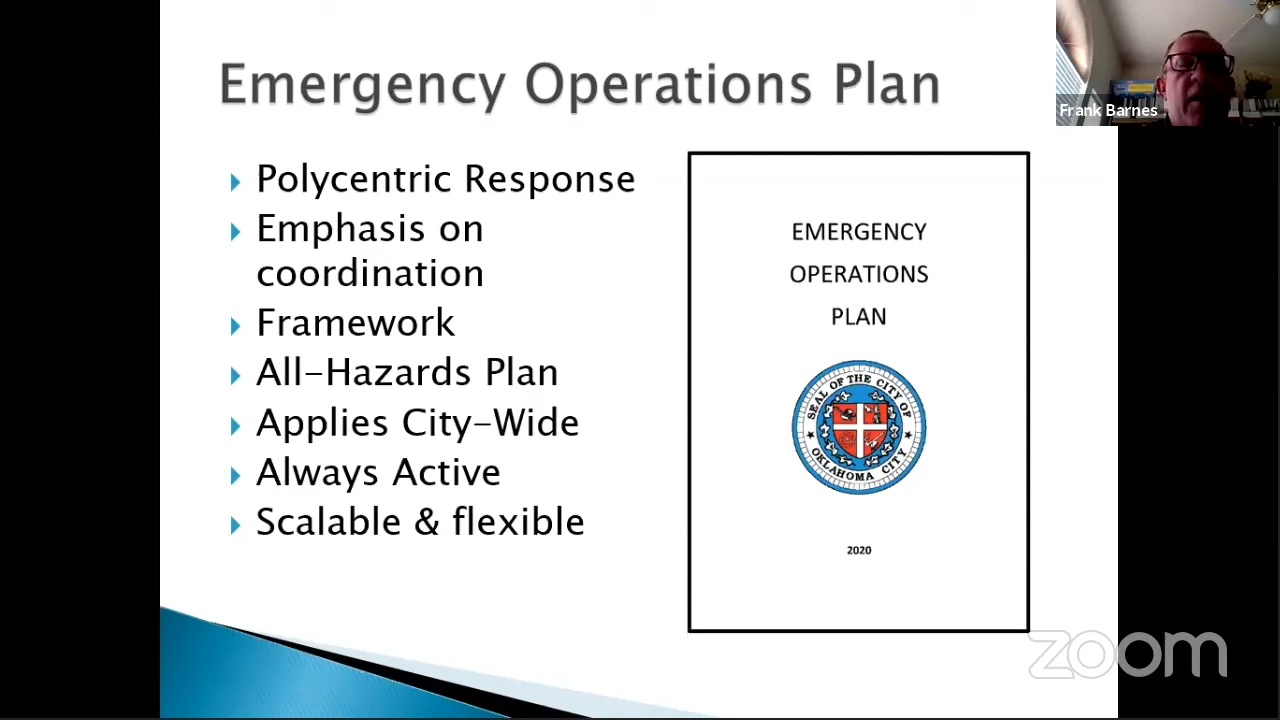 Emergency Operations Plan
Frank Barnes
Polycentric Response
Emphasis on
coordination
Framework
All-Hazards Plan
Applies City-Wide
Always Active
Scalable & flexible
EMERGENCY
OPERATIONS
PLAN
SEAL OF THE CITY OF
OKLAHOMA CITY
2020
zoom